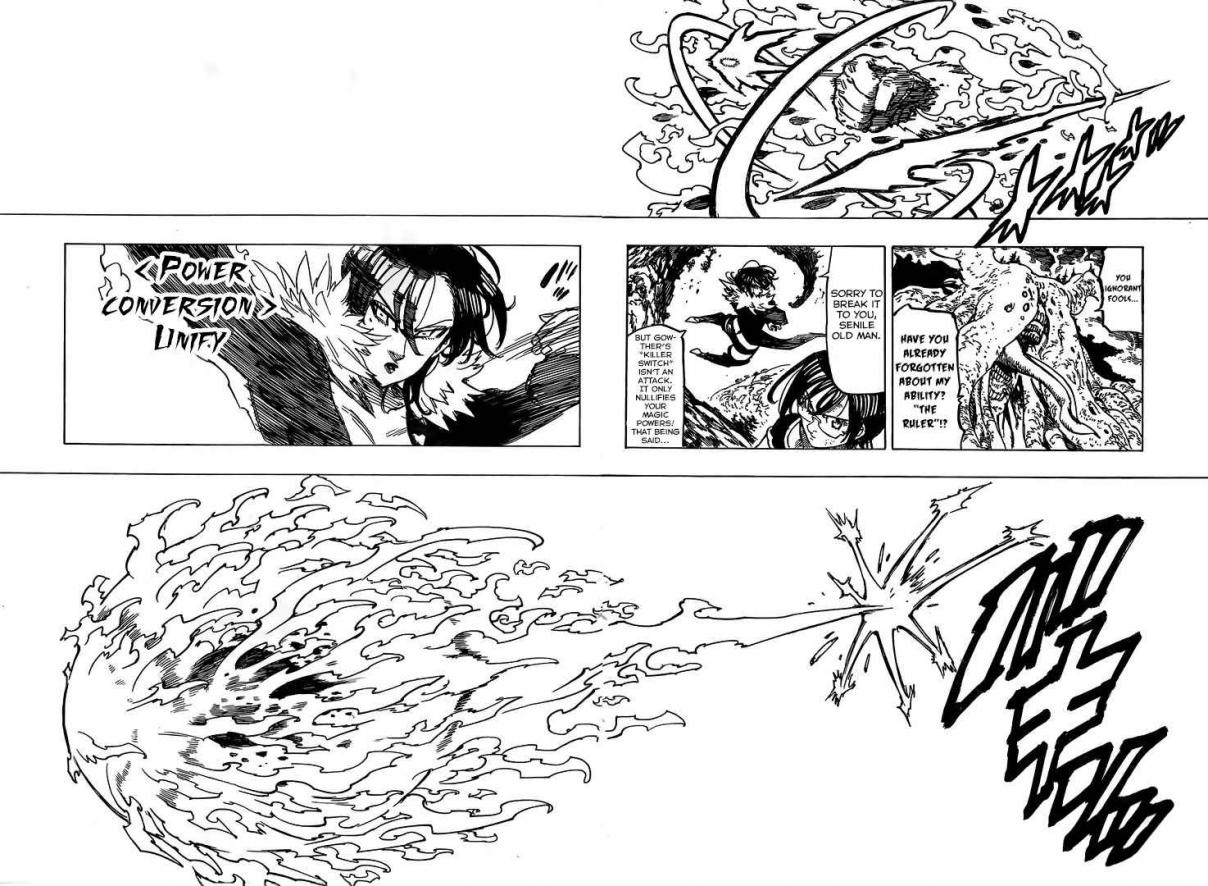 YOU
IGNORANT
FOOLS...
HAVE YOU
ALREADY
FORGOTTEN
ABOUT MY
ABILITY?
"THE
RULER"!?
SORRY TO
BREAK IT
TO YOU,
SENILE
OLD MAN.
BUT GOW-
THER'S
"KILLER
SWITCH"
ISN'T AN
ATTACK.
IT ONLY
NULLIFIES
YOUR
MAGIC
POWERS!
THAT BEING
SAID...
<POWER
CONVERSION>
UNIFY